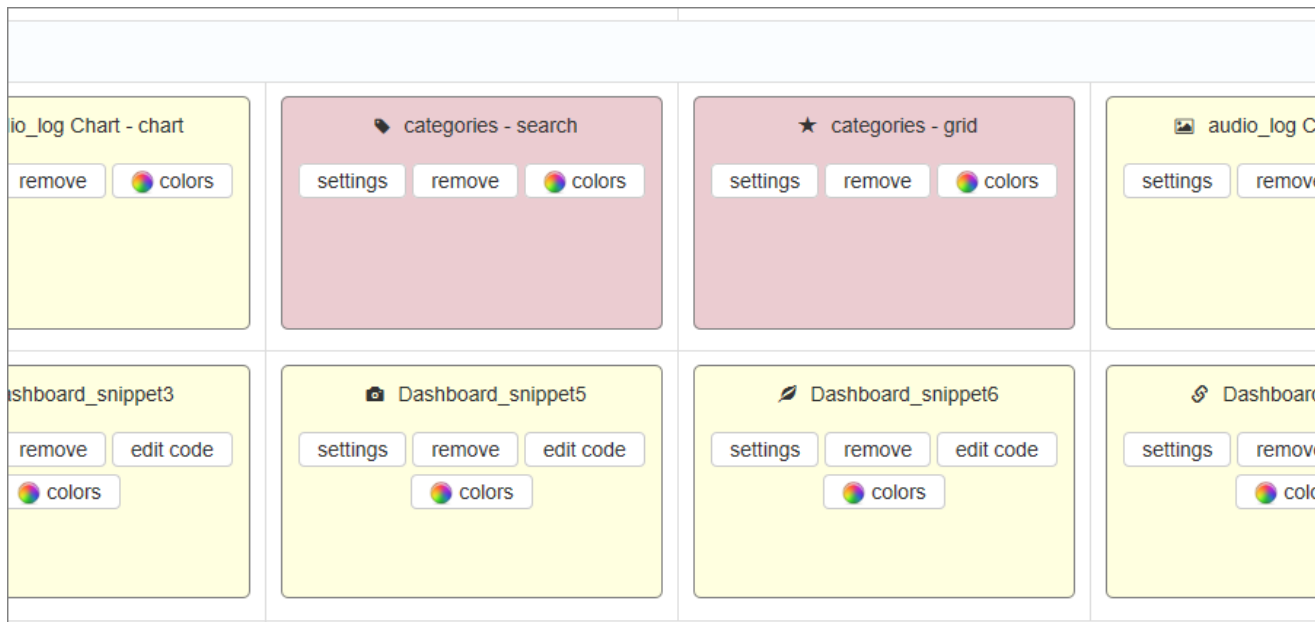 io_log Chart - chart
remove colors
categories - search
settings remove colors
categories - grid
settings remove colors
audio_log C
settings remov
ashboard_snippet3
remove edit code
colors
Dashboard_snippet5
settings remove edit code
colors
Dashboard_snippet6
settings remove edit code
colors
Dashboard
settings remov
colo